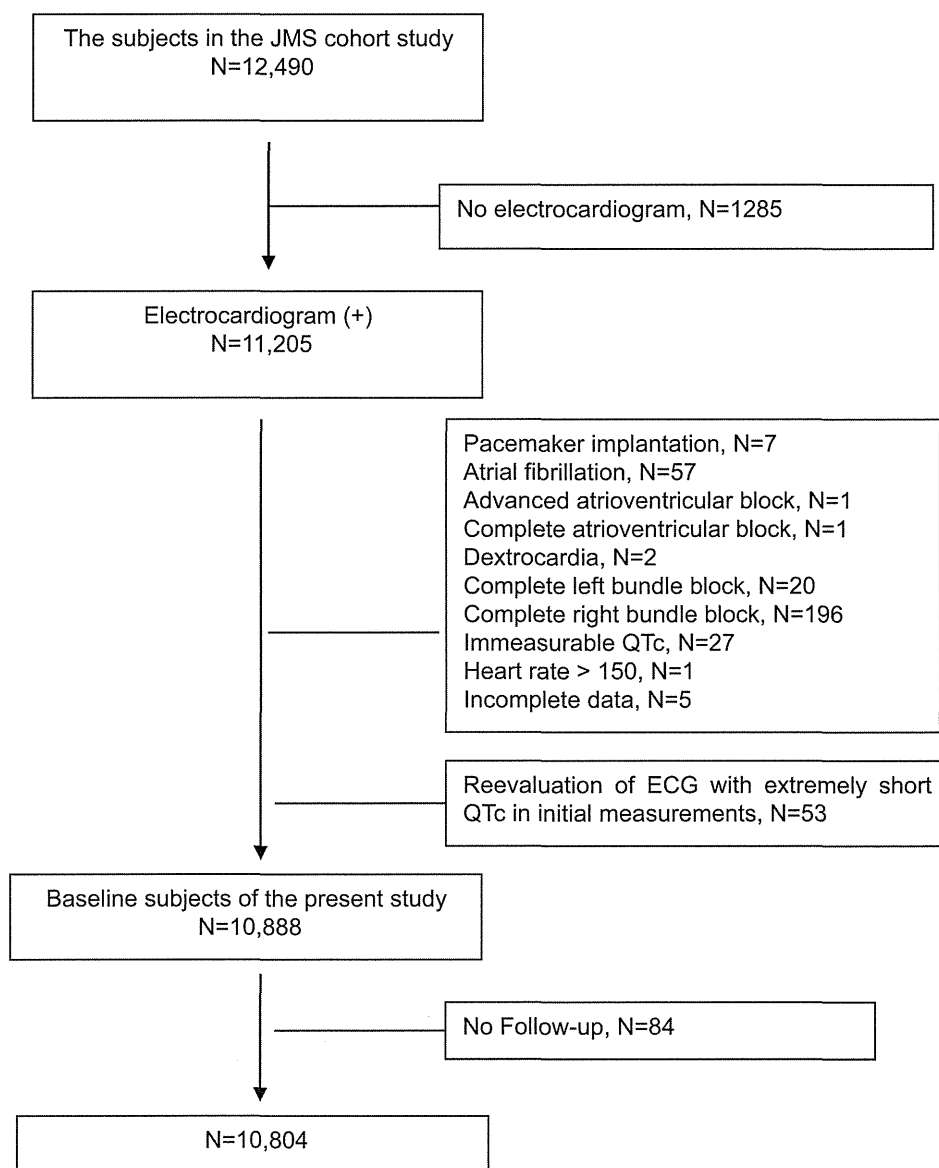 The subjects in the JMS cohort study
N=12,490
No electrocardiogram, N=1285
Electrocardiogram (+)
N=11,205
Pacemaker implantation, N=7
Atrial fibrillation, N=57
Advanced atrioventricular block, N=1
Complete atrioventricular block, N=1
Dextrocardia, N=2
Complete left bundle block, N=20
Complete right bundle block, N=196
Immeasurable QTc, N=27
Heart rate > 150, N=1
Incomplete data, N=5
Reevaluation of ECG with extremely short
QTc in initial measurements, N=53
Baseline subjects of the present study
N=10,888
No Follow-up, N=84
N=10,804